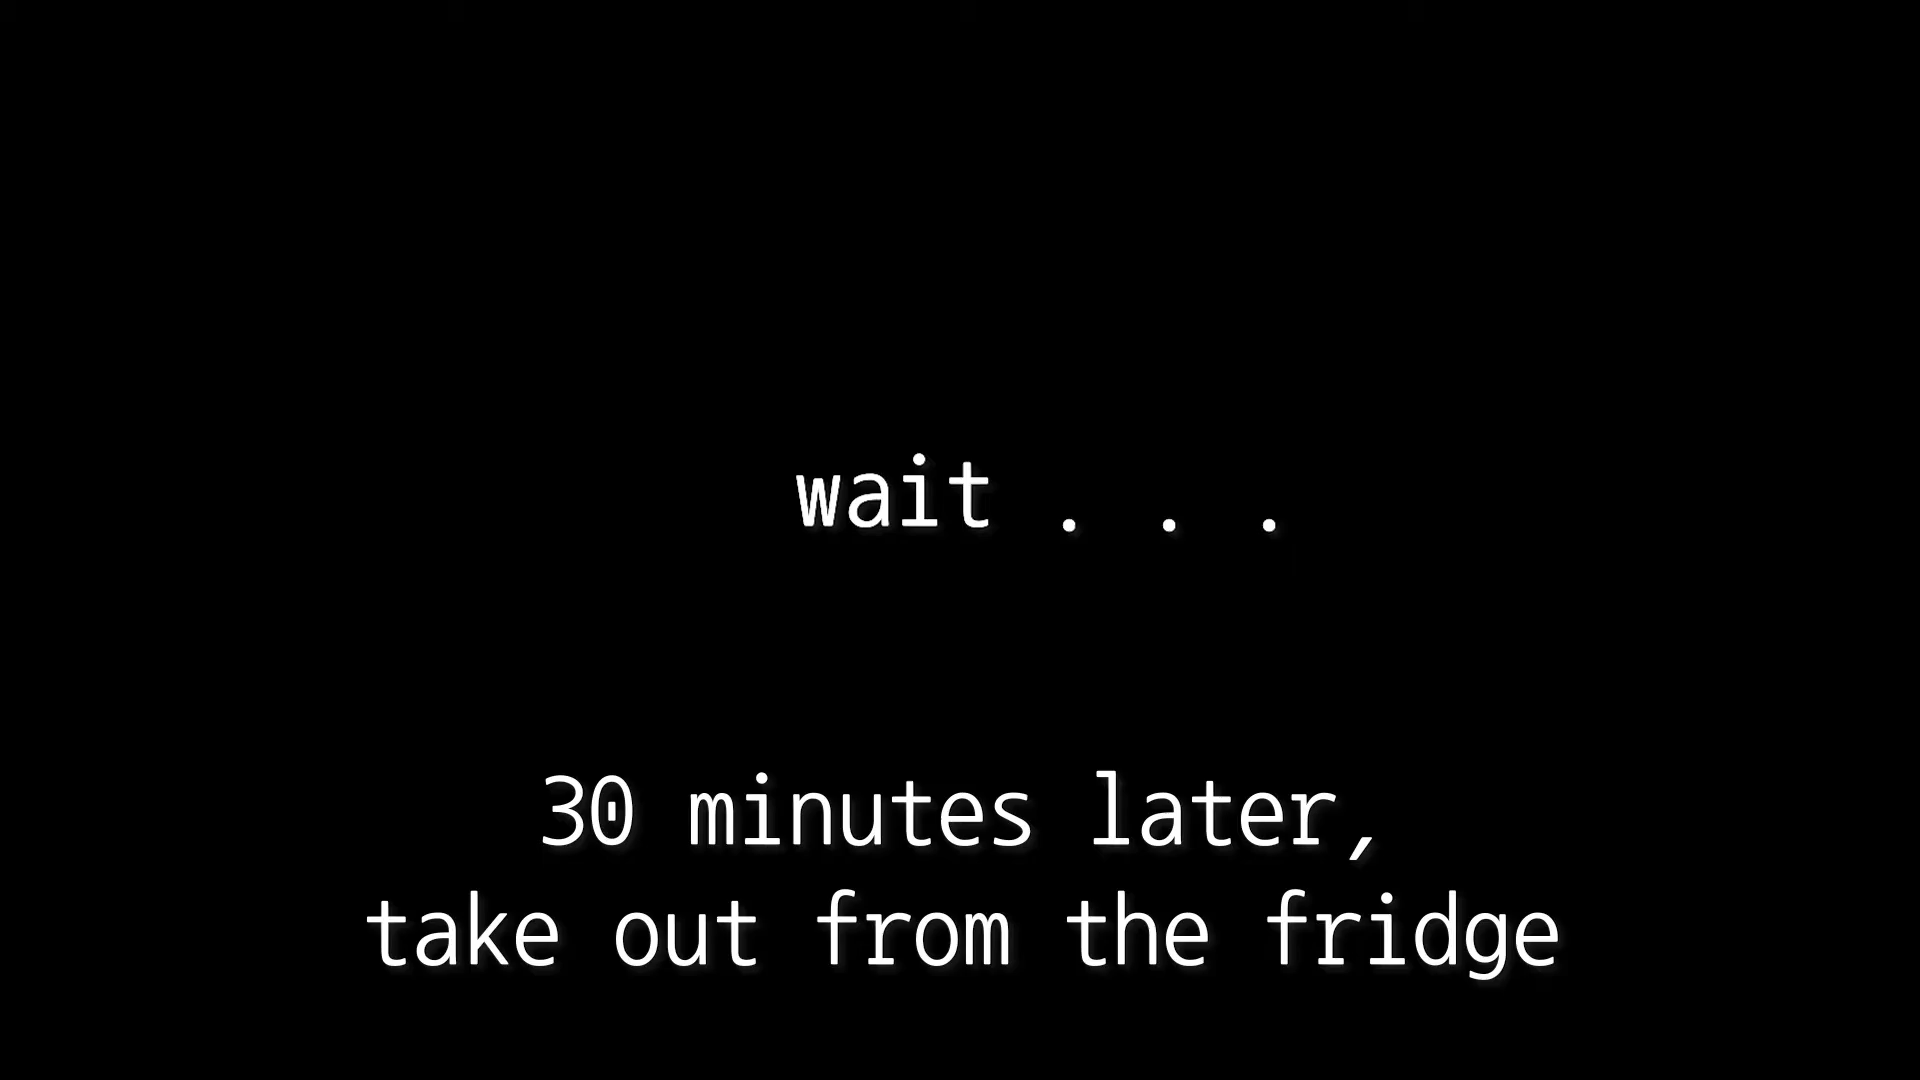 wait . . .
30 minutes later,
take out from the fridge